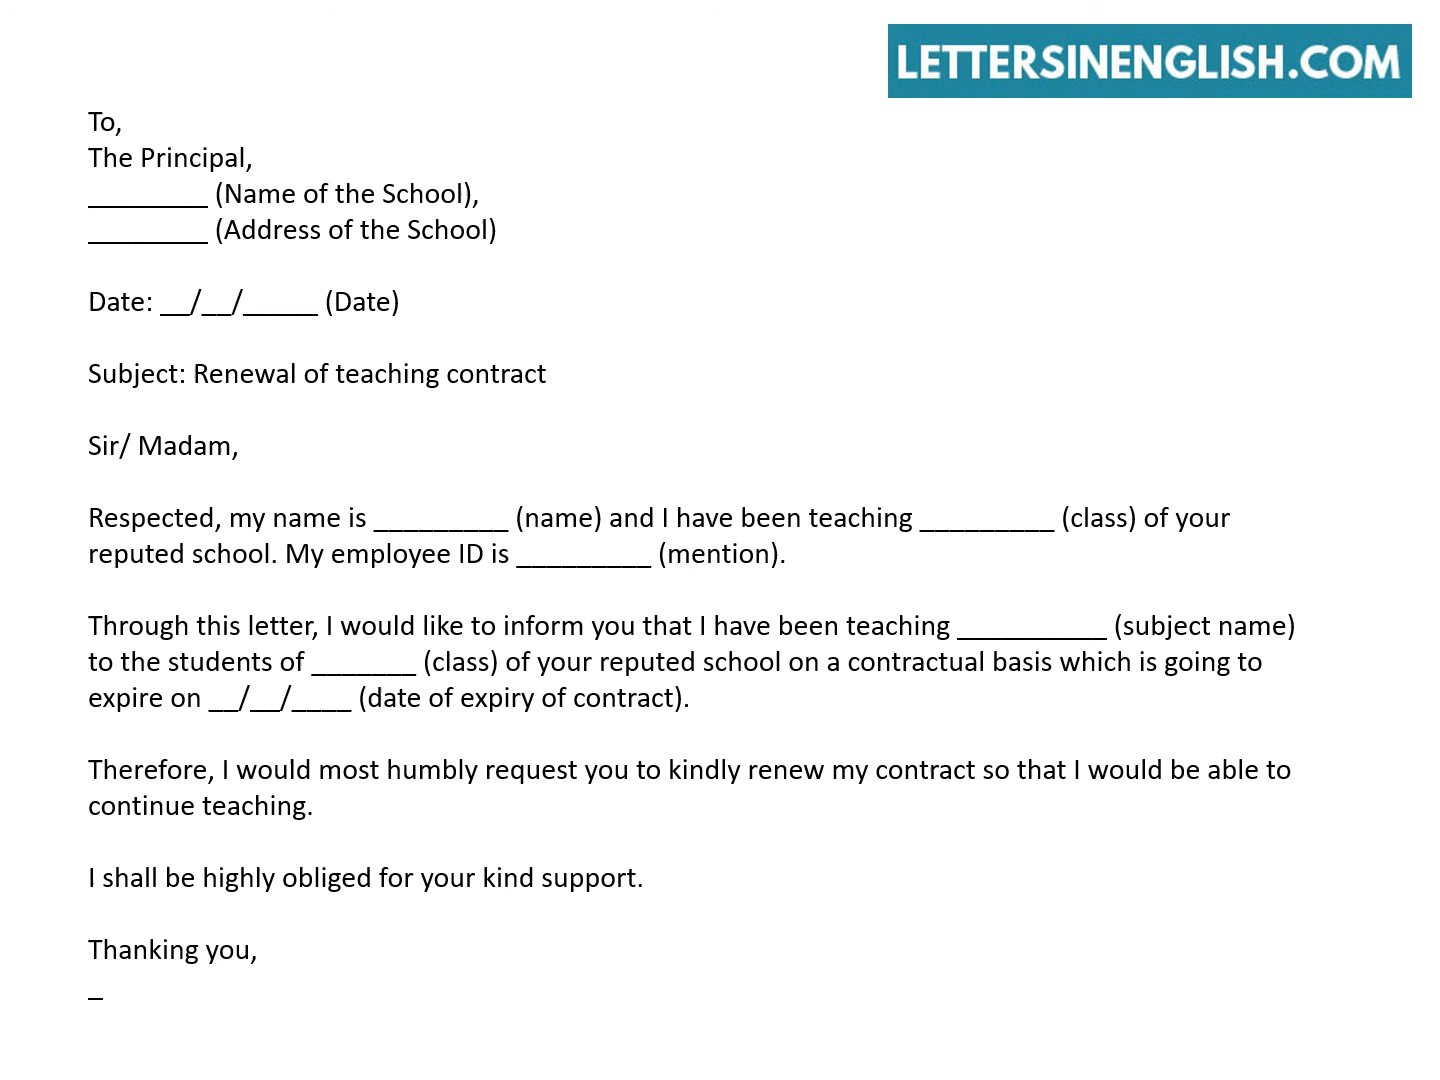 LETTERSINENGLISH.COM
To,
The Principal,
________ (Name of the School),
________ (Address of the School)
Date: __/__/_____ (Date)
Subject: Renewal of teaching contract
Sir/ Madam,
Respected, my name is _________ (name) and I have been teaching _________ (class) of your
reputed school. My employee ID is _________ (mention).
Through this letter, I would like to inform you that I have been teaching __________ (subject name)
to the students of _______ (class) of your reputed school on a contractual basis which is going to
expire on __/__/____ (date of expiry of contract).
Therefore, I would most humbly request you to kindly renew my contract so that I would be able to
continue teaching.
I shall be highly obliged for your kind support.
Thanking you,
_